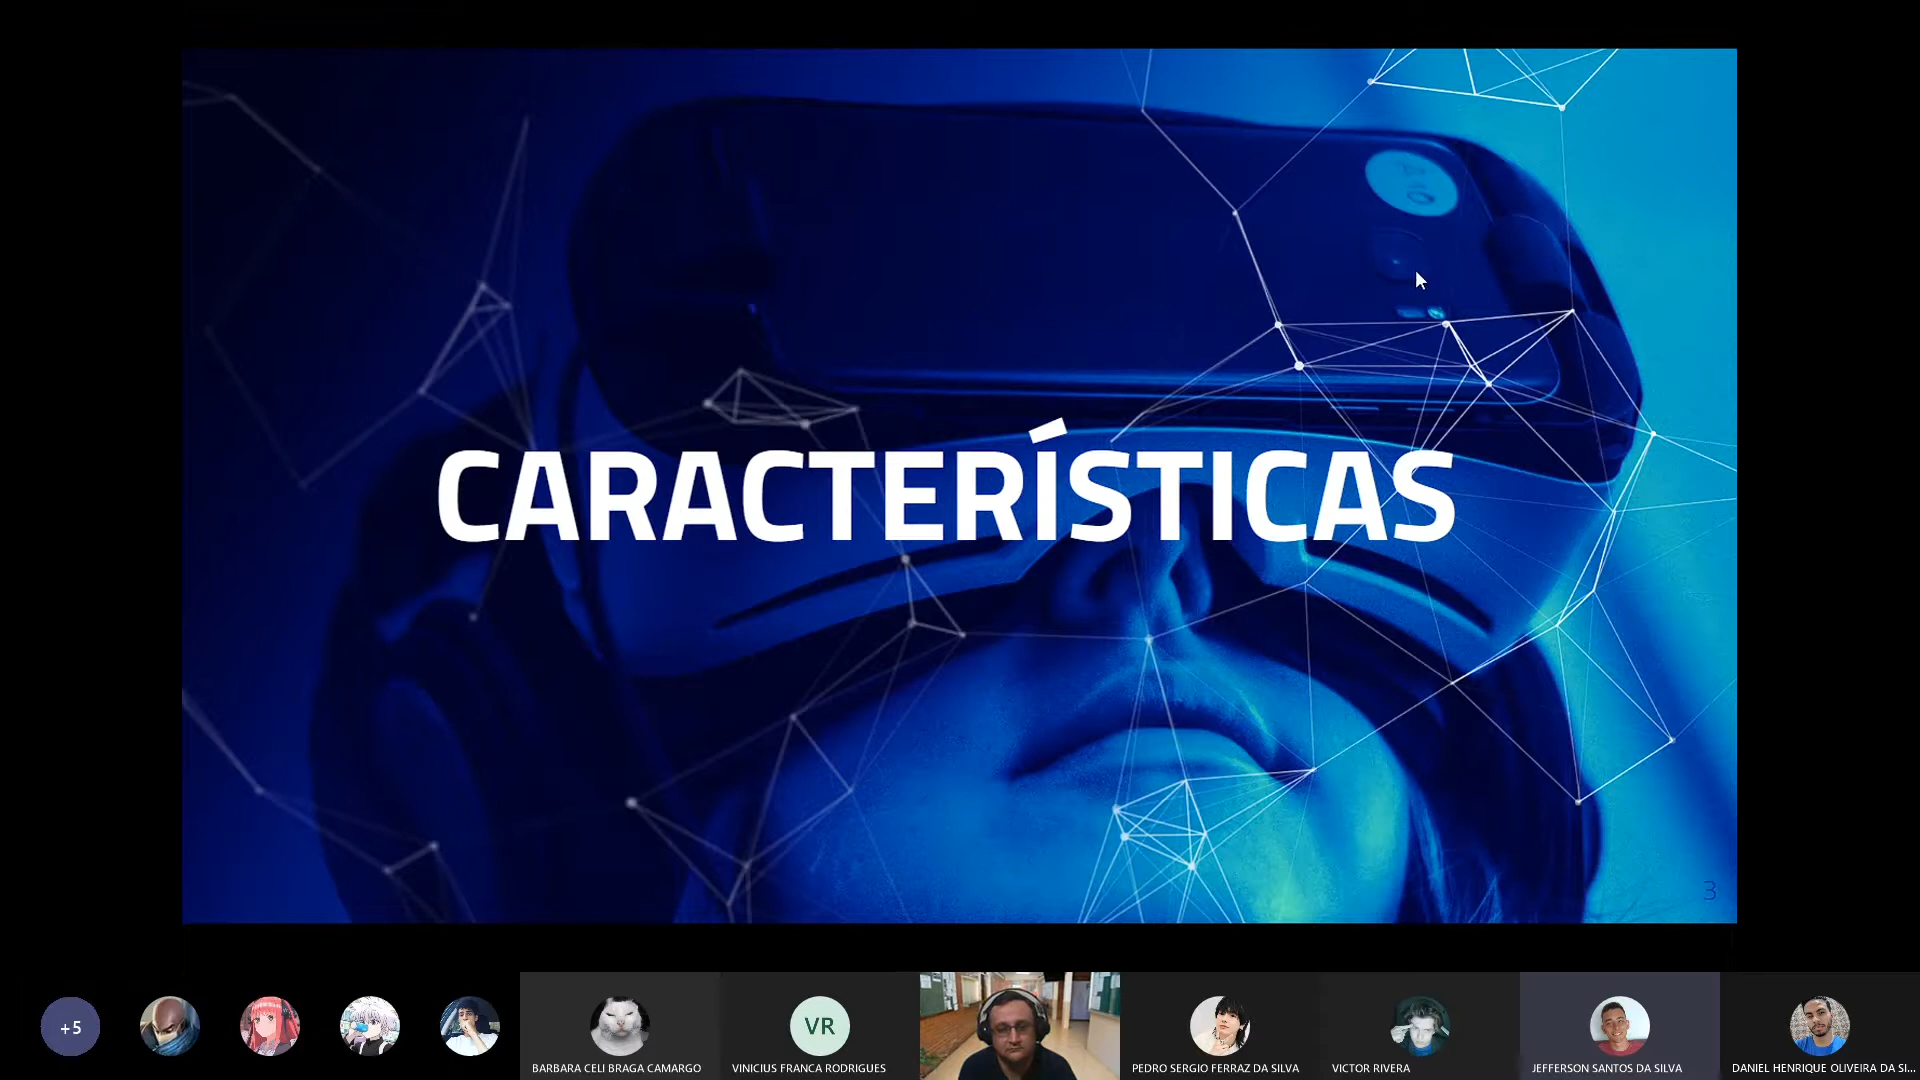 CARACTERÍSTICAS
3
+5
BARBARA CELI BRAGA CAMARGO
VR
VINICIUS FRANCA RODRIGUES
PEDRO SERGIO FERRAZ DA SILVA
VICTOR RIVERA
JEFFERSON SANTOS DA SILVA
DANIEL HENRIQUE OLIVEIRA DA SI...